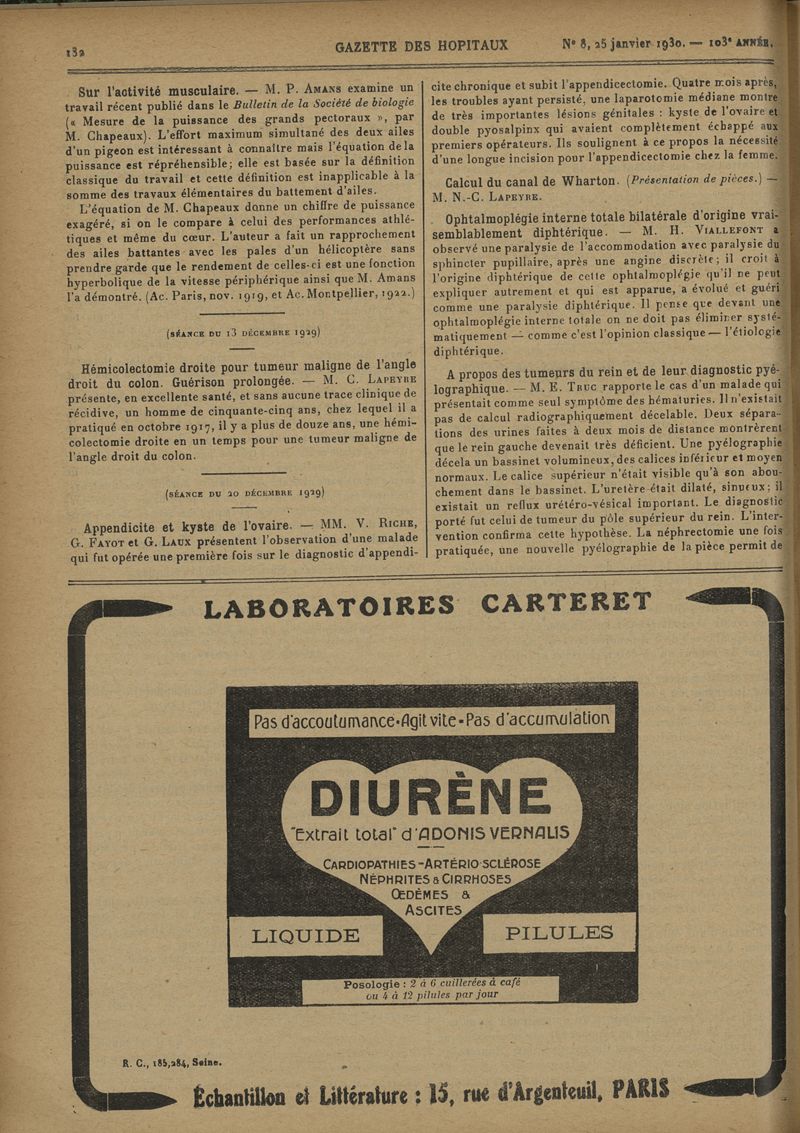 132
GAZETTE DES HOPITAUX
N° 8, 25 janvier 1930. — 103e ANNÉE.
Sur l'activité musculaire. — M. P. AMANS examine un
travail récent publié dans le Bulletin de la Société de biologie
(« Mesure de la puissance des grands pectoraux », par
M. Chapeaux). L'effort maximum simultané des deux ailes
d'un pigeon est intéressant à connaître mais l'équation de la
puissance est répréhensible; elle est basée sur la définition
classique du travail et cette définition est inapplicable à la
somme des travaux élémentaires du battement d'ailes.
L'équation de M. Chapeaux donne un chiffre de puissance
exagéré, si on le compare à celui des performances athlé-
tiques et même du cœur. L'auteur a fait un rapprochement
des ailes battantes avec les pales d'un hélicoptère sans
prendre garde que le rendement de celles-ci est une fonction
hyperbolique de la vitesse périphérique ainsi que M. Amans
l'a démontré. (Ac. Paris, nov. 1919, et Ac. Montpellier, 1922.)
(SÉANCE DU 13 DÉCEMBRE 1929)
Hémicolectomie droite pour tumeur maligne de l'angle
droit du colon. Guérison prolongée. — M. C. LAPEYRE
présente, en excellente santé, et sans aucune trace clinique de
récidive, un homme de cinquante-cinq ans, chez lequel il a
pratiqué en octobre 1917, il y a plus de douze ans, une hémi-
colectomie droite en un temps pour une tumeur maligne de
l'angle droit du colon.
(SÉANCE DU 20 DÉCEMBRE 1929)
Appendicite et kyste de l'ovaire. — MM. V. RICHE,
G. FAYOT et G. LAUX présentent l'observation d'une malade
qui fut opérée une première fois sur le diagnostic d'appendi-
cite chronique et subit l'appendicectomie. Quatre mois après,
les troubles ayant persisté, une laparotomie médiane montre
de très importantes lésions génitales : kyste de l'ovaire et
double pyosalpinx qui avaient complètement échappé aux
premiers opérateurs. Ils soulignent à ce propos la nécessité
d'une longue incision pour l'appendicectomie chez la femme.
Calcul du canal de Wharton. (Présentation de pièces.) —
M. N.-C. LAPEYRE.
Ophtalmoplégie interne totale bilatérale d'origine vrai-
semblablement diphtérique. — M. H. VIALLEFONT a
observé une paralysie de l'accommodation avec paralysie du
sphincter pupillaire, après une angine discrète; il croit à
l'origine diphtérique de cette ophtalmoplégie qu'il ne peut
expliquer autrement et qui est apparue, a évolué et guéri
comme une paralysie diphtérique. Il pense que devant une
ophtalmoplégie interne totale on ne doit pas éliminer systé-
matiquement — comme c'est l'opinion classique — l'étiologie
diphtérique.
A propos des tumeurs du rein et de leur diagnostic pyé-
lographique. — M. E. TRUC rapporte le cas d'un malade qui
présentait comme seul symptôme des hématuries. Il n'existait
pas de calcul radiographiquement décelable. Deux sépara-
tions des urines faites à deux mois de distance montrèrent
que le rein gauche devenait très déficient. Une pyélographie
décela un bassinet volumineux, des calices inférieur et moyen
normaux. Le calice supérieur n'était visible qu'à son abou-
chement dans le bassinet. L'uretère était dilaté, sinueux; il
existait un reflux urétéro-vésical important. Le diagnostic
porté fut celui de tumeur du pôle supérieur du rein. L'inter-
vention confirma cette hypothèse. La néphrectomie une fois
pratiquée, une nouvelle pyélographie de la pièce permit de
LABORATOIRES CARTERET
Pas d'accoutumance-Agit vite-Pas d'accumulation
DIURÈNE
"Extrait total" d'ADONIS VERNALIS
CARDIOPATHIES-ARTÉRIO-SCLÉROSE
NÉPHRITES & CIRRHOSES
ŒDÈMES &
ASCITES
LIQUIDE
PILULES
Posologie : 2 à 6 cuillerées à café
ou 4 à 12 pilules par jour
R. C., 185,284, Seine.
Échantillon et Littérature : 15, rue d'Argenteuil, PARIS